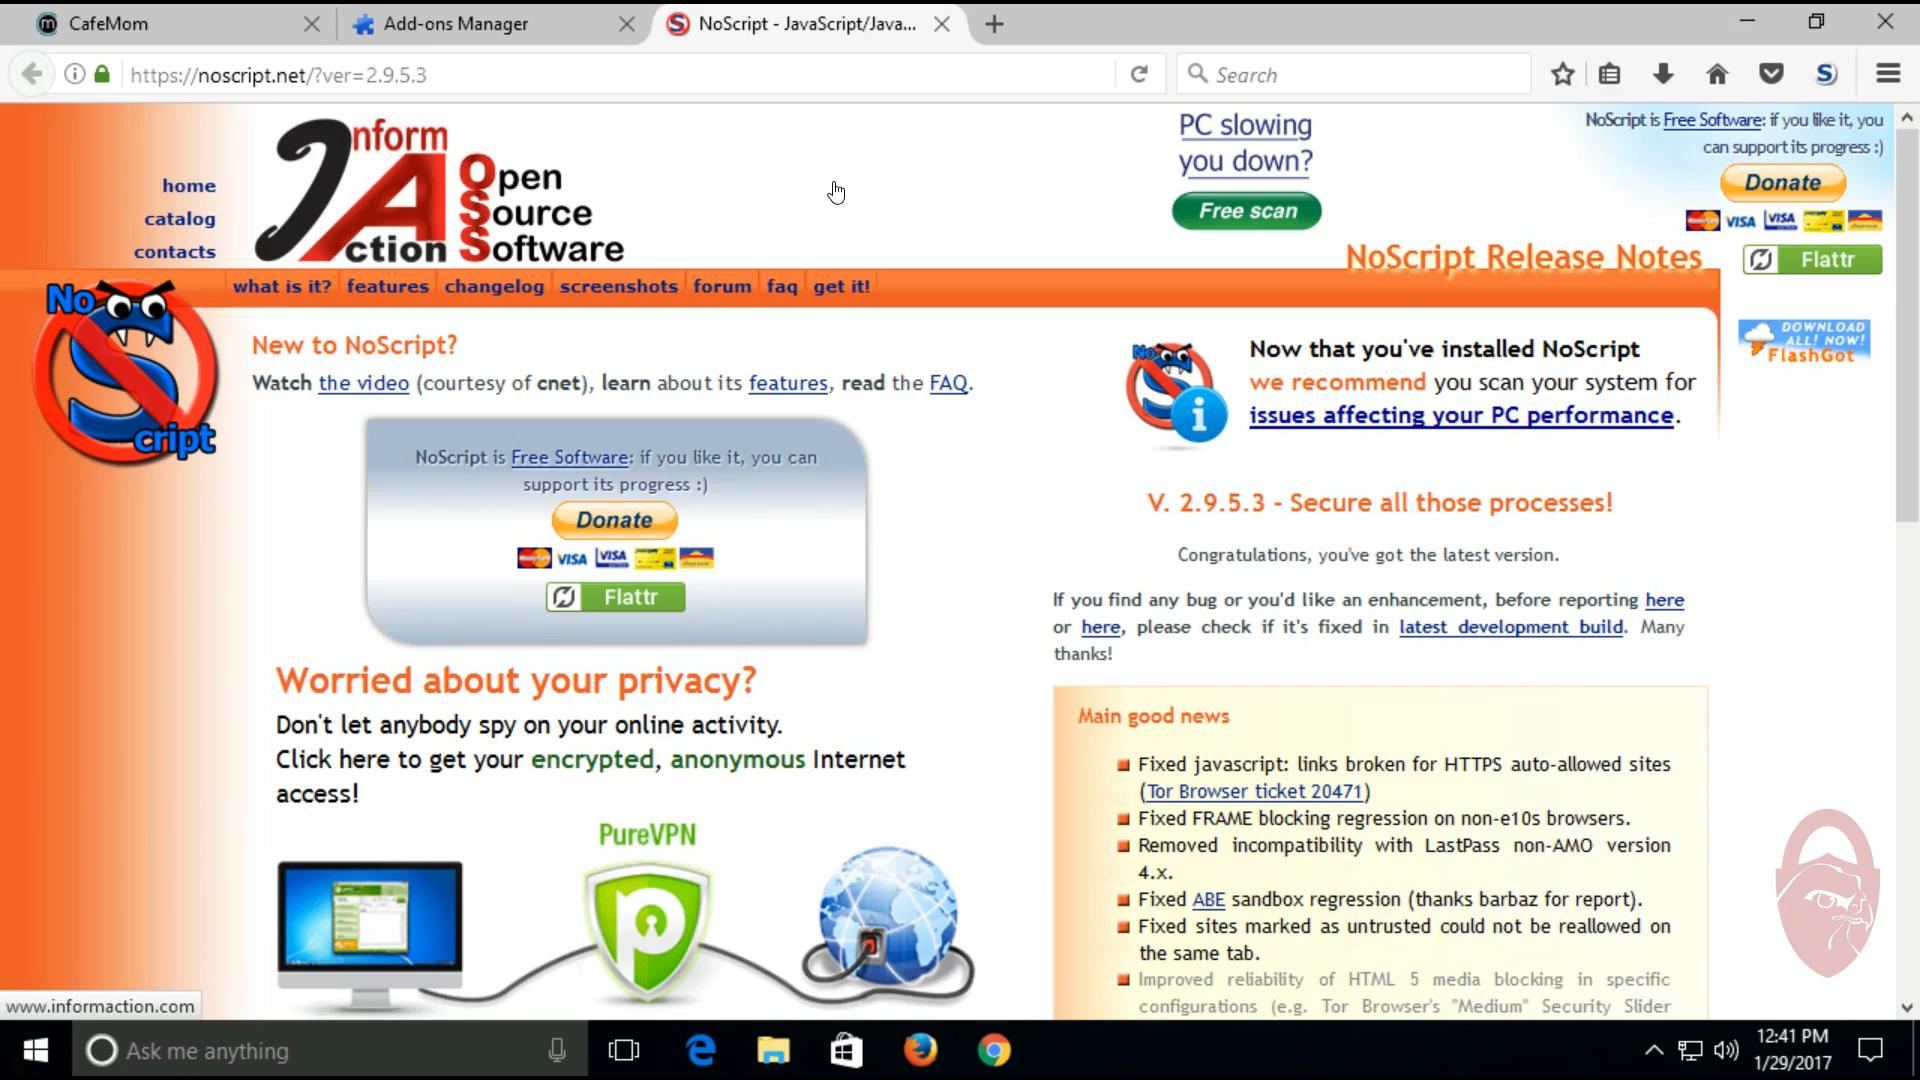 CafeMom
Add-ons Manager
NoScript - JavaScript/Java...
https://noscript.net/?ver=2.9.5.3
Search
home
catalog
contacts
Inform
Action
Open
Source
Software
PC slowing
you down?
Free scan
NoScript is Free Software: if you like it, you
can support its progress :)
Donate
MasterCard VISA VISA
Flattr
NoScript Release Notes
what is it? features changelog screenshots forum faq get it!
No
Script
DOWNLOAD
ALL! NOW!
FlashGot
New to NoScript?
Watch the video (courtesy of cnet), learn about its features, read the FAQ.
NoScript is Free Software: if you like it, you can
support its progress :)
Donate
MasterCard VISA VISA
Flattr
Worried about your privacy?
Don't let anybody spy on your online activity.
Click here to get your encrypted, anonymous Internet
access!
PureVPN
No
Now that you've installed NoScript
we recommend you scan your system for
issues affecting your PC performance.
V. 2.9.5.3 - Secure all those processes!
Congratulations, you've got the latest version.
If you find any bug or you'd like an enhancement, before reporting here
or here, please check if it's fixed in latest development build. Many
thanks!
Main good news
Fixed javascript: links broken for HTTPS auto-allowed sites
(Tor Browser ticket 20471)
Fixed FRAME blocking regression on non-e10s browsers.
Removed incompatibility with LastPass non-AMO version
4.x.
Fixed ABE sandbox regression (thanks barbaz for report).
Fixed sites marked as untrusted could not be reallowed on
the same tab.
Improved reliability of HTML 5 media blocking in specific
configurations (e.g. Tor Browser's "Medium" Security Slider
www.informaction.com
Ask me anything
12:41 PM
1/29/2017